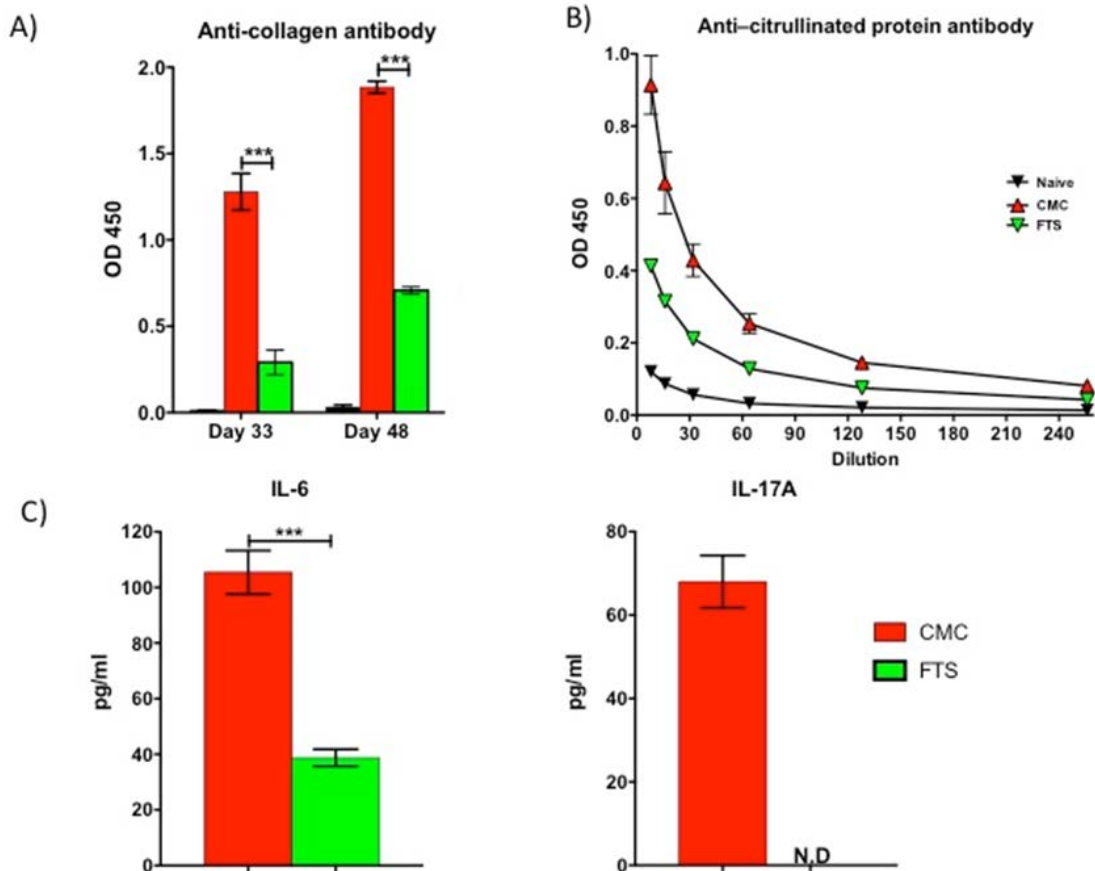 A)
Anti-collagen antibody
OD 450
2.0
1.5
1.0
0.5
0.0
***
***
Day 33
Day 48
B)
Anti–citrullinated protein antibody
OD 450
1.0
0.8
0.6
0.4
0.2
0.0
Naive
CMC
FTS
0 30 60 90 120 150 180 210 240
Dilution
C)
IL-6
pg/ml
120
100
80
60
40
20
0
***
IL-17A
pg/ml
80
60
40
20
0
N.D
CMC
FTS